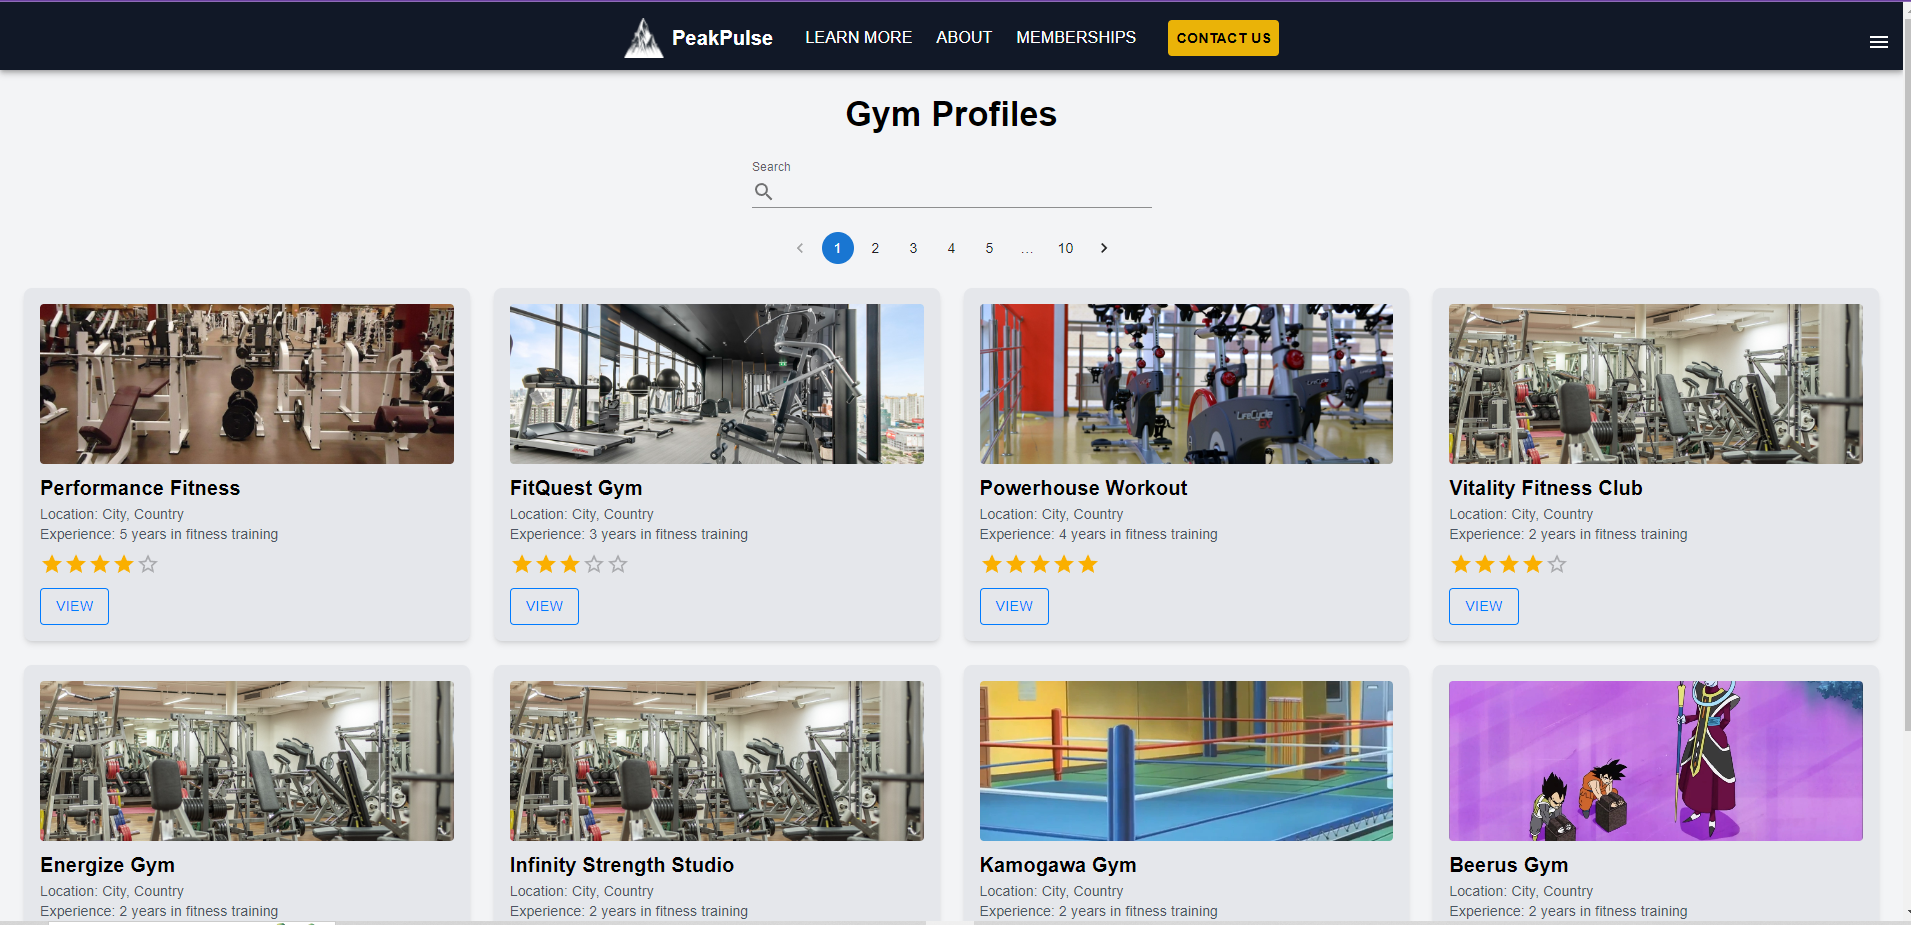 PeakPulse LEARN MORE ABOUT MEMBERSHIPS CONTACT US
Gym Profiles
Search
1 2 3 4 5 ... 10
Performance Fitness
Location: City, Country
Experience: 5 years in fitness training
VIEW
FitQuest Gym
Location: City, Country
Experience: 3 years in fitness training
VIEW
LifeCycle
Powerhouse Workout
Location: City, Country
Experience: 4 years in fitness training
VIEW
Vitality Fitness Club
Location: City, Country
Experience: 2 years in fitness training
VIEW
Energize Gym
Location: City, Country
Experience: 2 years in fitness training
Infinity Strength Studio
Location: City, Country
Experience: 2 years in fitness training
Kamogawa Gym
Location: City, Country
Experience: 2 years in fitness training
Beerus Gym
Location: City, Country
Experience: 2 years in fitness training